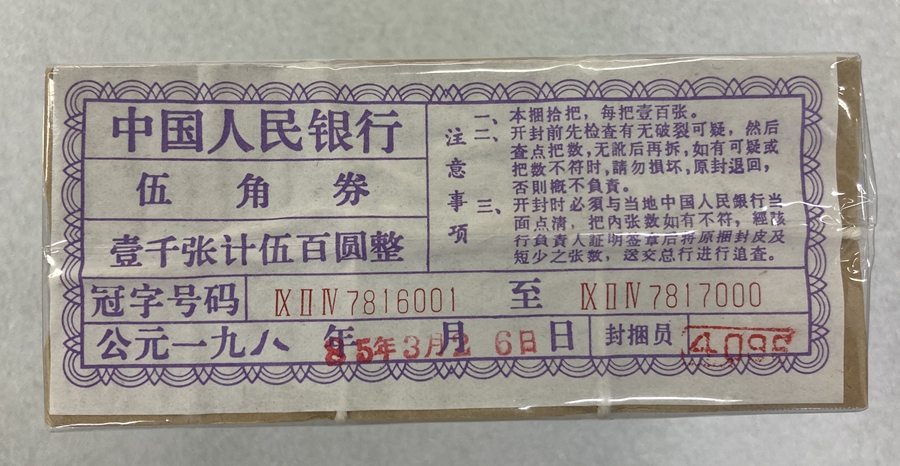 中国人民银行
伍角券
壹千张计伍百圆整
注意事项
一、本捆拾把，每把壹百张。
二、开封前先检查有无破裂可疑，然后
查点把数，无訛后再拆，如有可疑或
把数不符时，請勿損坏，原封退回，
否則概不負責。
三、开封时必須与当地中国人民銀行当
面点清，把內张数如有不符，經該
行負責人証明签章后将原捆封皮及
短少之张数，送交总行进行追查。
冠字号码 ⅨⅡⅣ7816001 至 ⅨⅡⅣ7817000
公元一九八 年 月 日 封捆员
85年3月26日